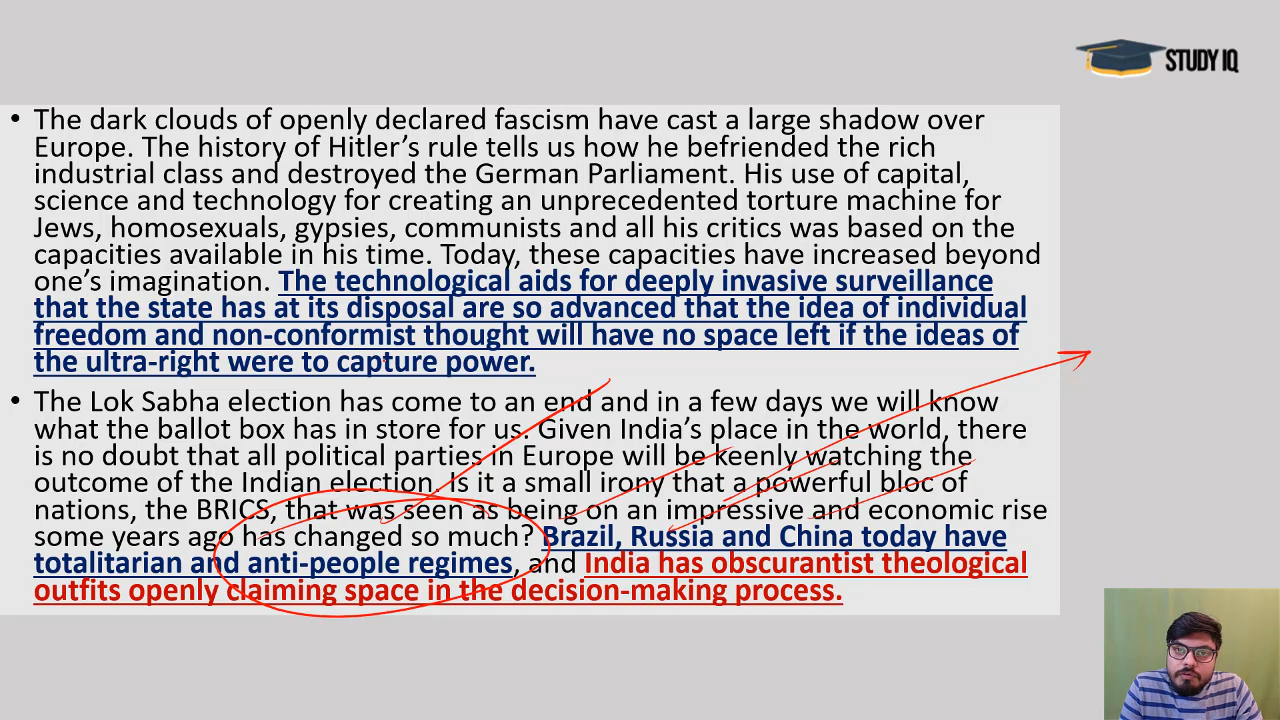 STUDY IQ
• The dark clouds of openly declared fascism have cast a large shadow over
Europe. The history of Hitler’s rule tells us how he befriended the rich
industrial class and destroyed the German Parliament. His use of capital,
science and technology for creating an unprecedented torture machine for
Jews, homosexuals, gypsies, communists and all his critics was based on the
capacities available in his time. Today, these capacities have increased beyond
one’s imagination. The technological aids for deeply invasive surveillance
that the state has at its disposal are so advanced that the idea of individual
freedom and non-conformist thought will have no space left if the ideas of
the ultra-right were to capture power.
• The Lok Sabha election has come to an end and in a few days we will know
what the ballot box has in store for us. Given India’s place in the world, there
is no doubt that all political parties in Europe will be keenly watching the
outcome of the Indian election. Is it a small irony that a powerful bloc of
nations, the BRICS, that was seen as being on an impressive and economic rise
some years ago has changed so much? Brazil, Russia and China today have
totalitarian and anti-people regimes, and India has obscurantist theological
outfits openly claiming space in the decision-making process.